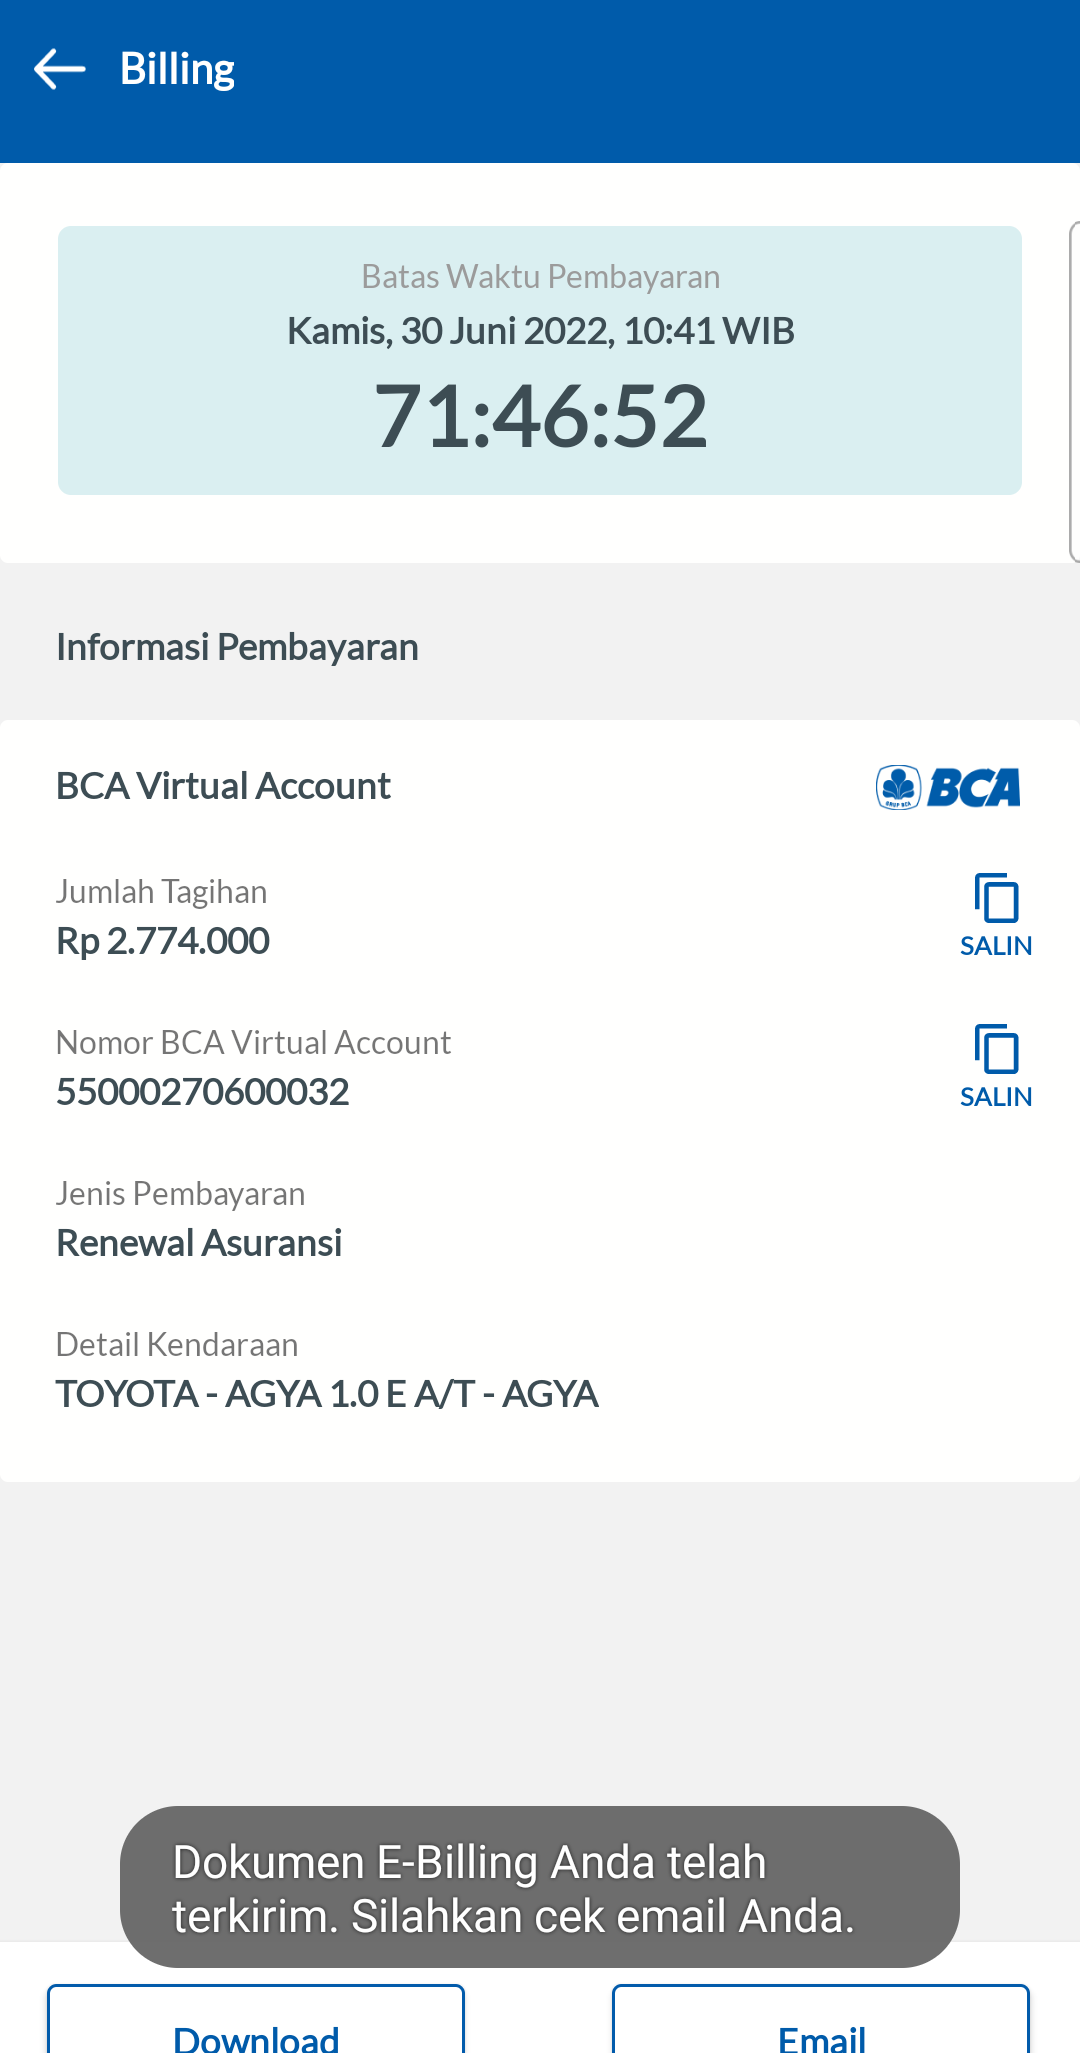 Billing
Batas Waktu Pembayaran
Kamis, 30 Juni 2022, 10:41 WIB
71:46:52
Informasi Pembayaran
BCA Virtual Account
GRUP BCA
BCA
Jumlah Tagihan
Rp 2.774.000
SALIN
Nomor BCA Virtual Account
55000270600032
SALIN
Jenis Pembayaran
Renewal Asuransi
Detail Kendaraan
TOYOTA - AGYA 1.0 E A/T - AGYA
Dokumen E-Billing Anda telah
terkirim. Silahkan cek email Anda.
Download
Email